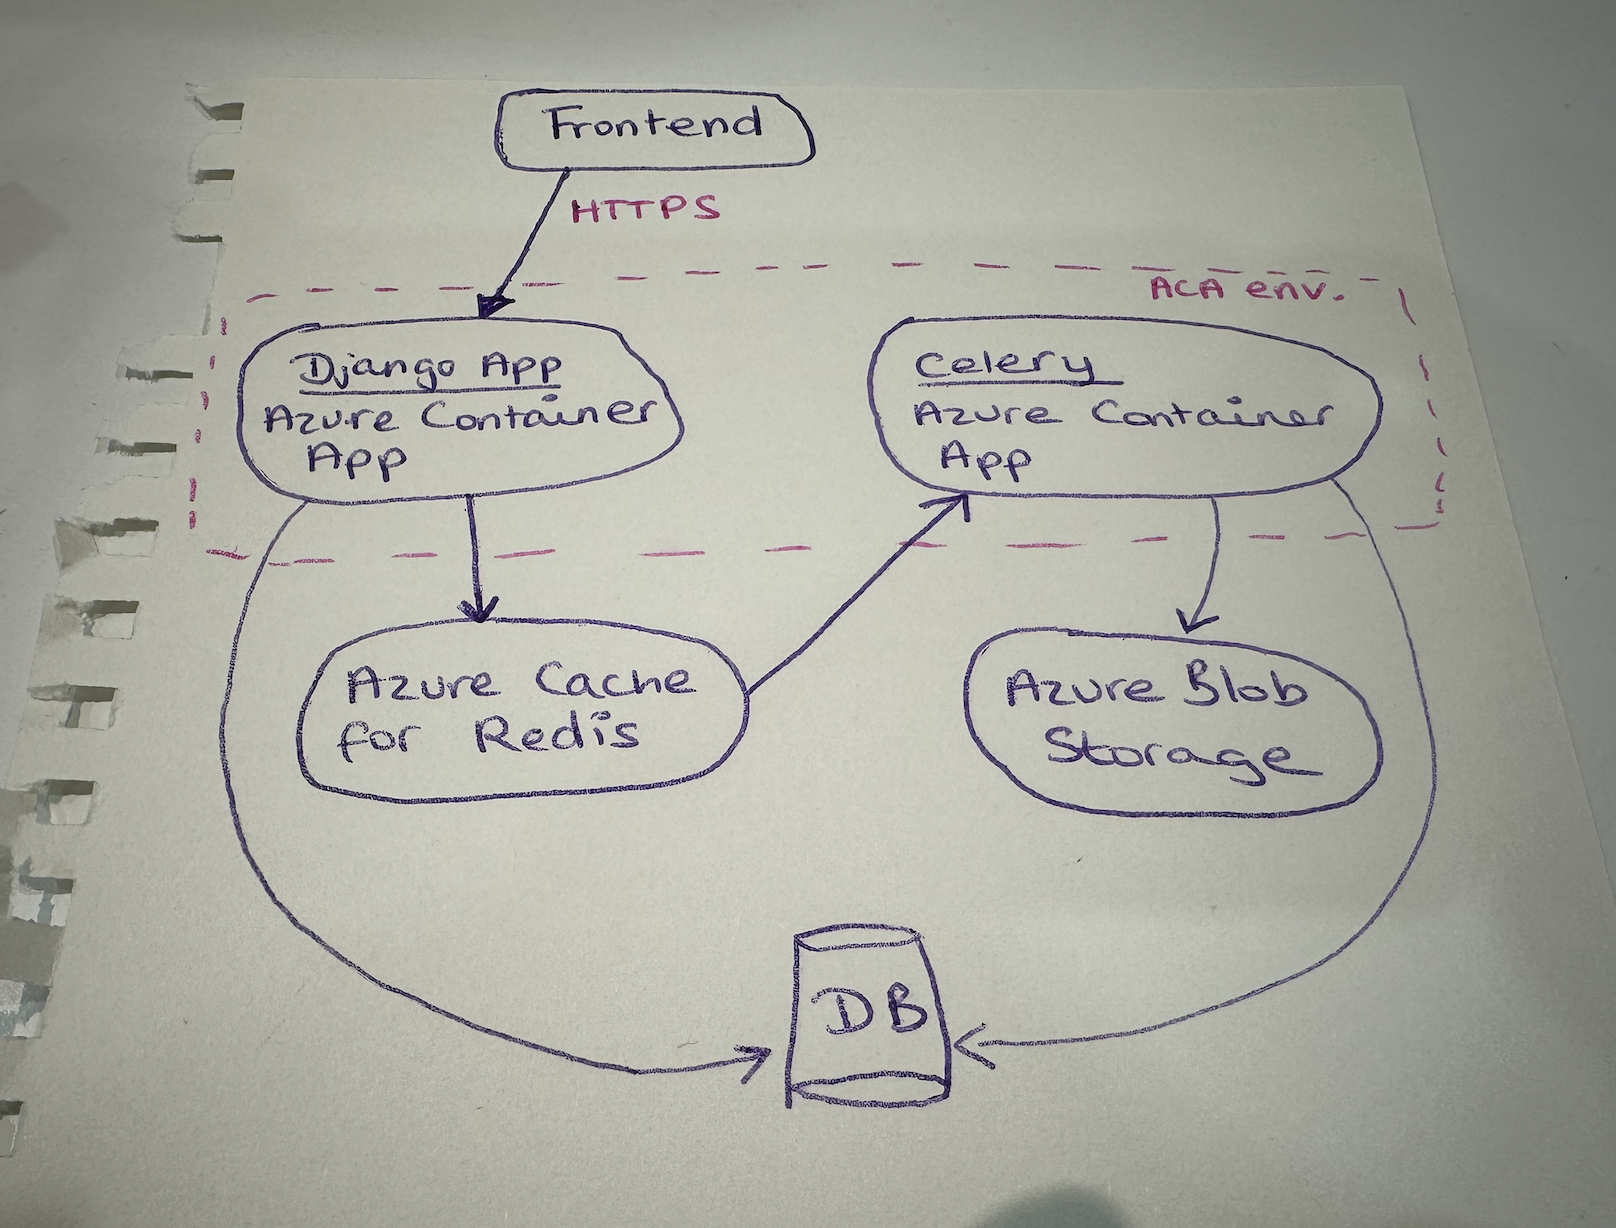 Frontend
HTTPS
ACA env.
Django App
Azure Container
App
Celery
Azure Container
App
Azure Cache
for Redis
Azure Blob
Storage
DB